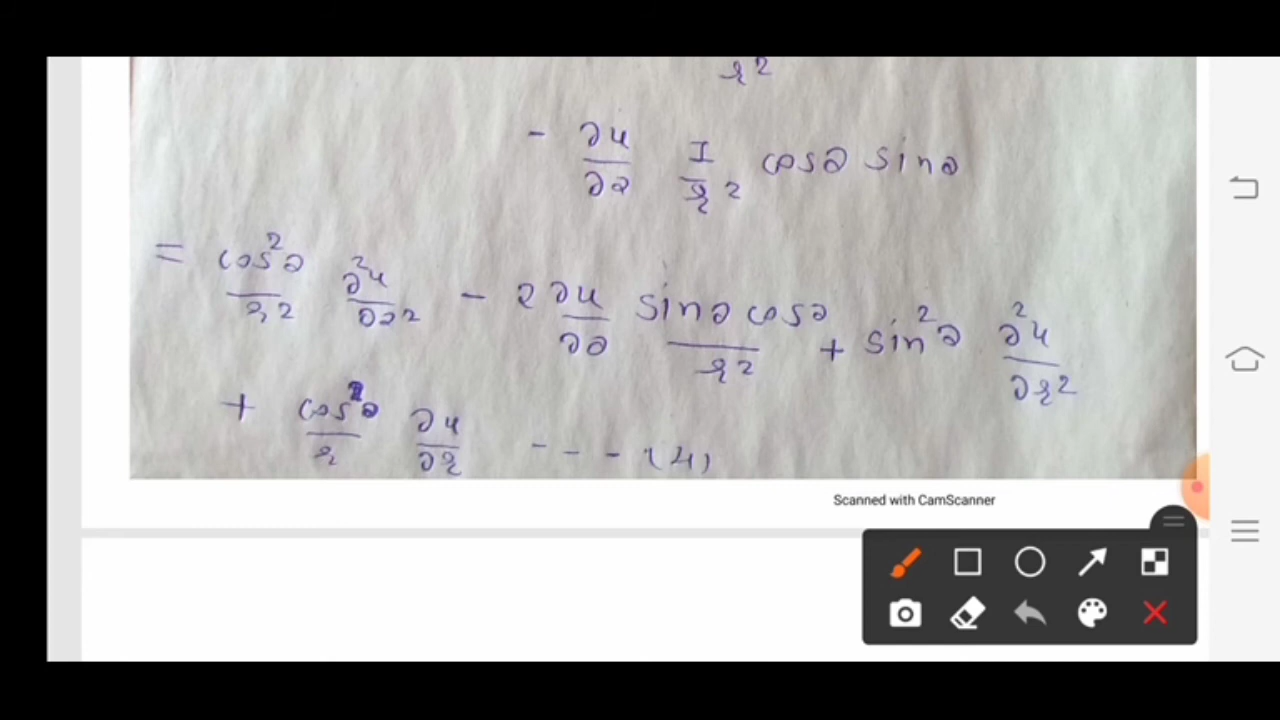 r²
- ∂u/∂θ 1/r² cosθ sinθ
= cos²θ/r² ∂²u/∂θ² - 2 ∂u/∂θ sinθ cosθ/r² + sin²θ ∂²u/∂r²
+ cos²θ/r ∂u/∂r - - - (4)
Scanned with CamScanner